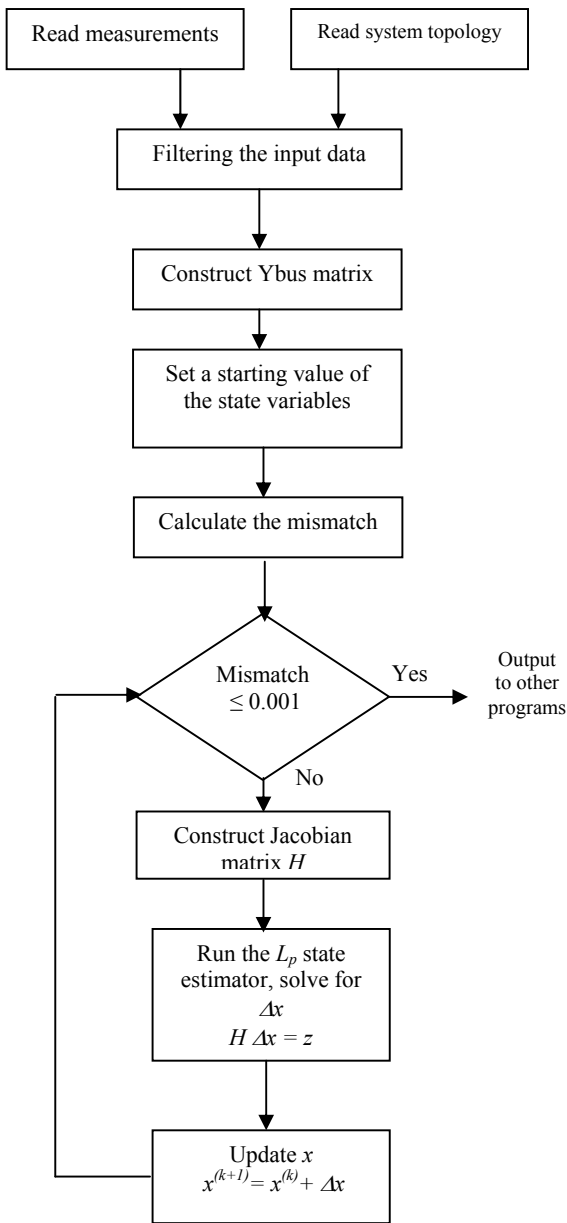 Read measurements
Read system topology
Filtering the input data
Construct Ybus matrix
Set a starting value of
the state variables
Calculate the mismatch
Mismatch
≤ 0.001
Yes
Output
to other
programs
No
Construct Jacobian
matrix H
Run the Lp state
estimator, solve for
Δx
H Δx = z
Update x
x(k+1)= x(k)+ Δx